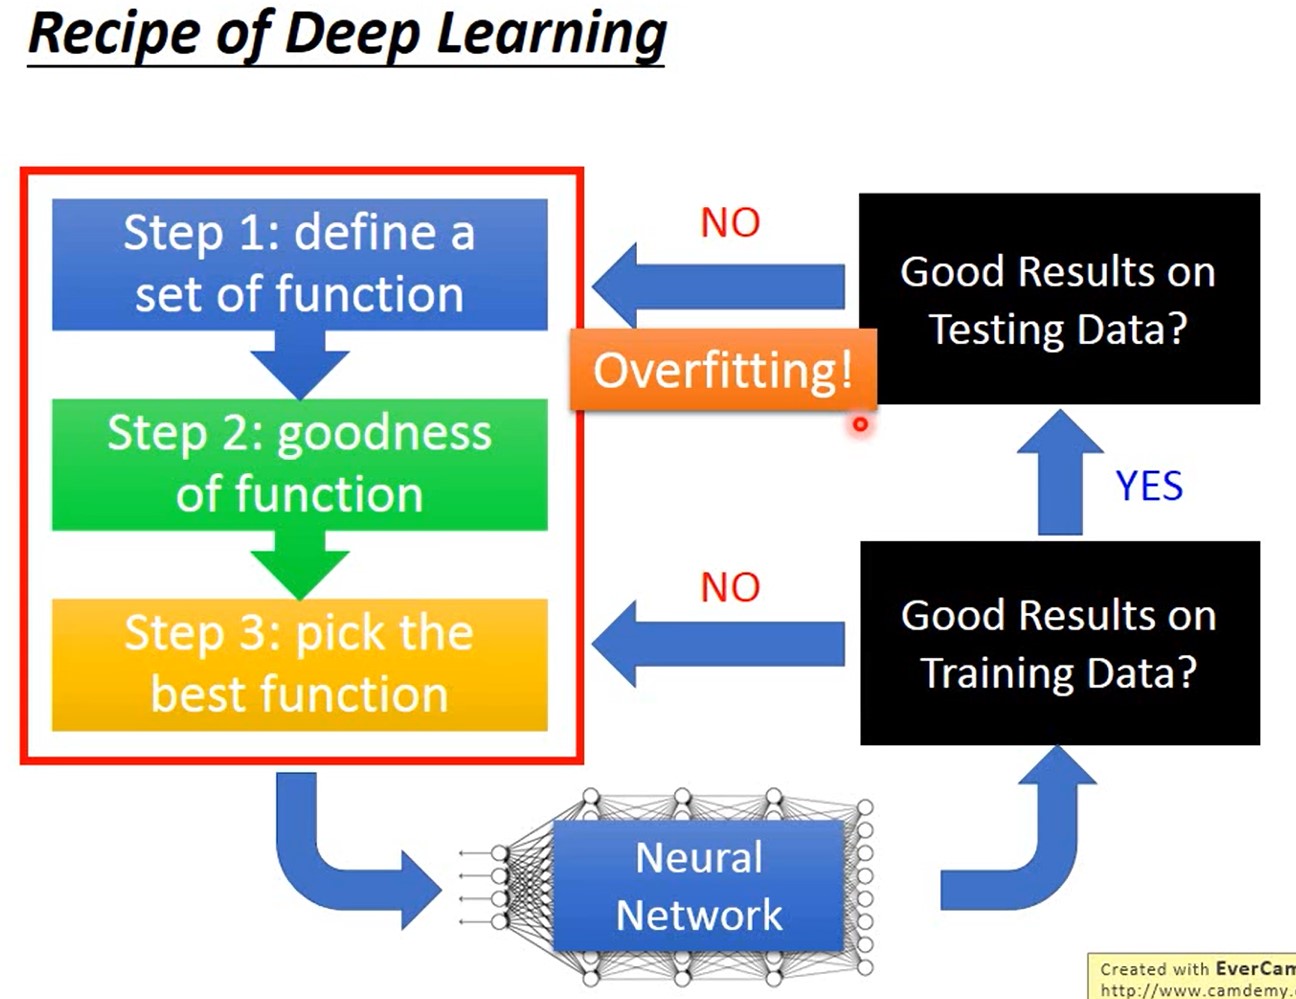 Recipe of Deep Learning
Step 1: define a
set of function
Step 2: goodness
of function
Step 3: pick the
best function
NO
Overfitting!
Good Results on
Testing Data?
YES
NO
Good Results on
Training Data?
Neural
Network
Created with EverCam
http://www.camdemy.